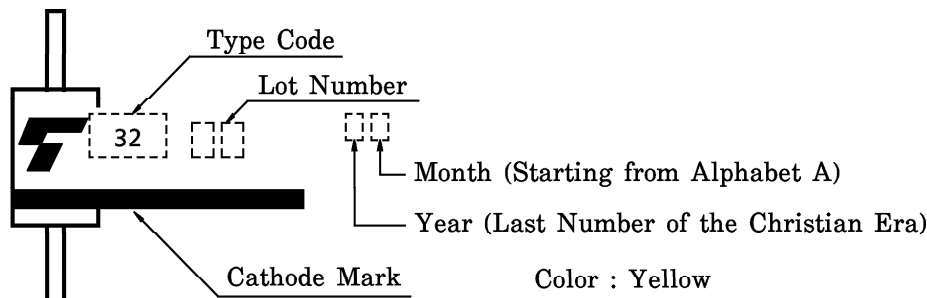 Type Code
Lot Number
32
Month (Starting from Alphabet A)
Year (Last Number of the Christian Era)
Cathode Mark
Color : Yellow